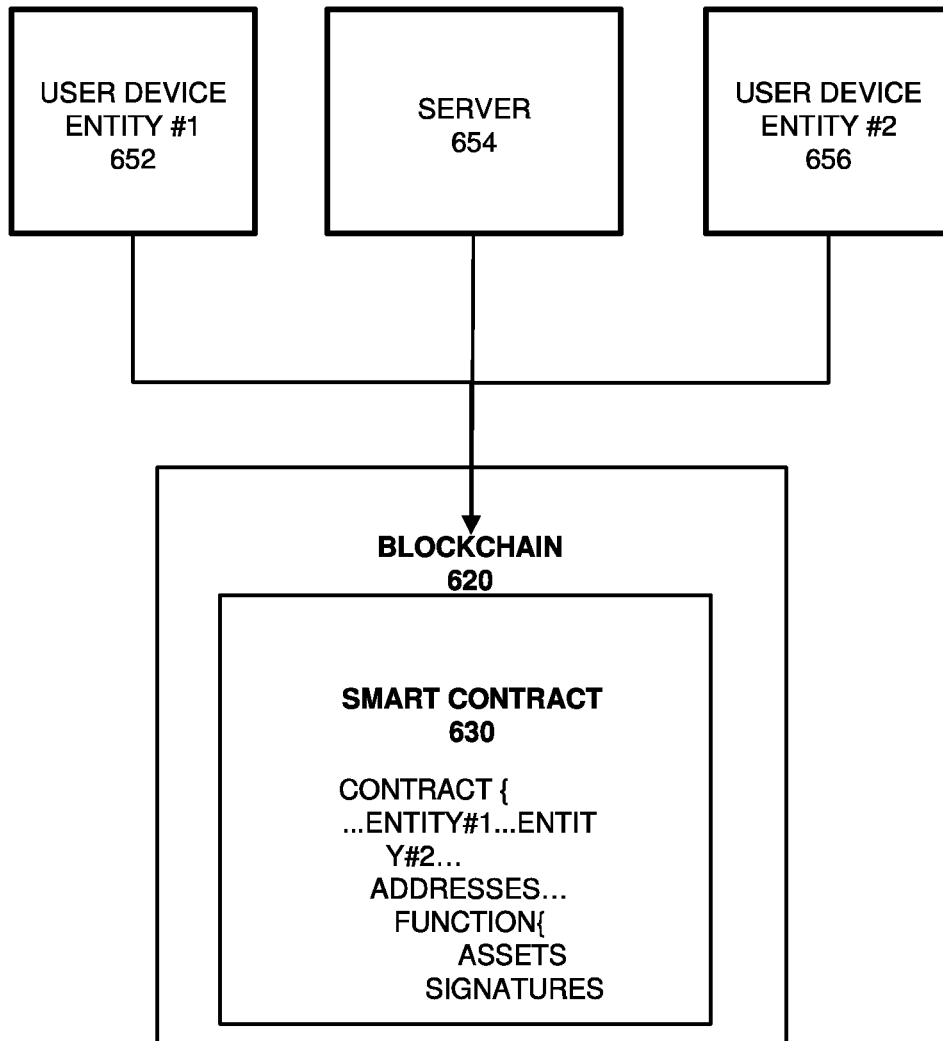 USER DEVICE
ENTITY #1
652
SERVER
654
USER DEVICE
ENTITY #2
656
BLOCKCHAIN
620
SMART CONTRACT
630
CONTRACT {
...ENTITY#1...ENTIT
Y#2...
ADDRESSES...
FUNCTION{
ASSETS
SIGNATURES